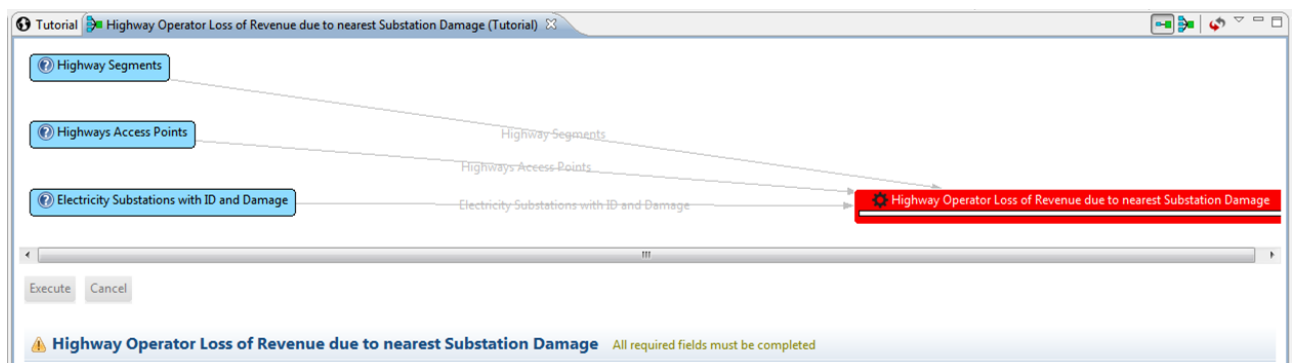 Tutorial Highway Operator Loss of Revenue due to nearest Substation Damage (Tutorial)
Highway Segments
Highways Access Points
Highway Segments
Highways Access Points
Electricity Substations with ID and Damage
Electricity Substations with ID and Damage
Highway Operator Loss of Revenue due to nearest Substation Damage
Execute Cancel
Highway Operator Loss of Revenue due to nearest Substation Damage All required fields must be completed